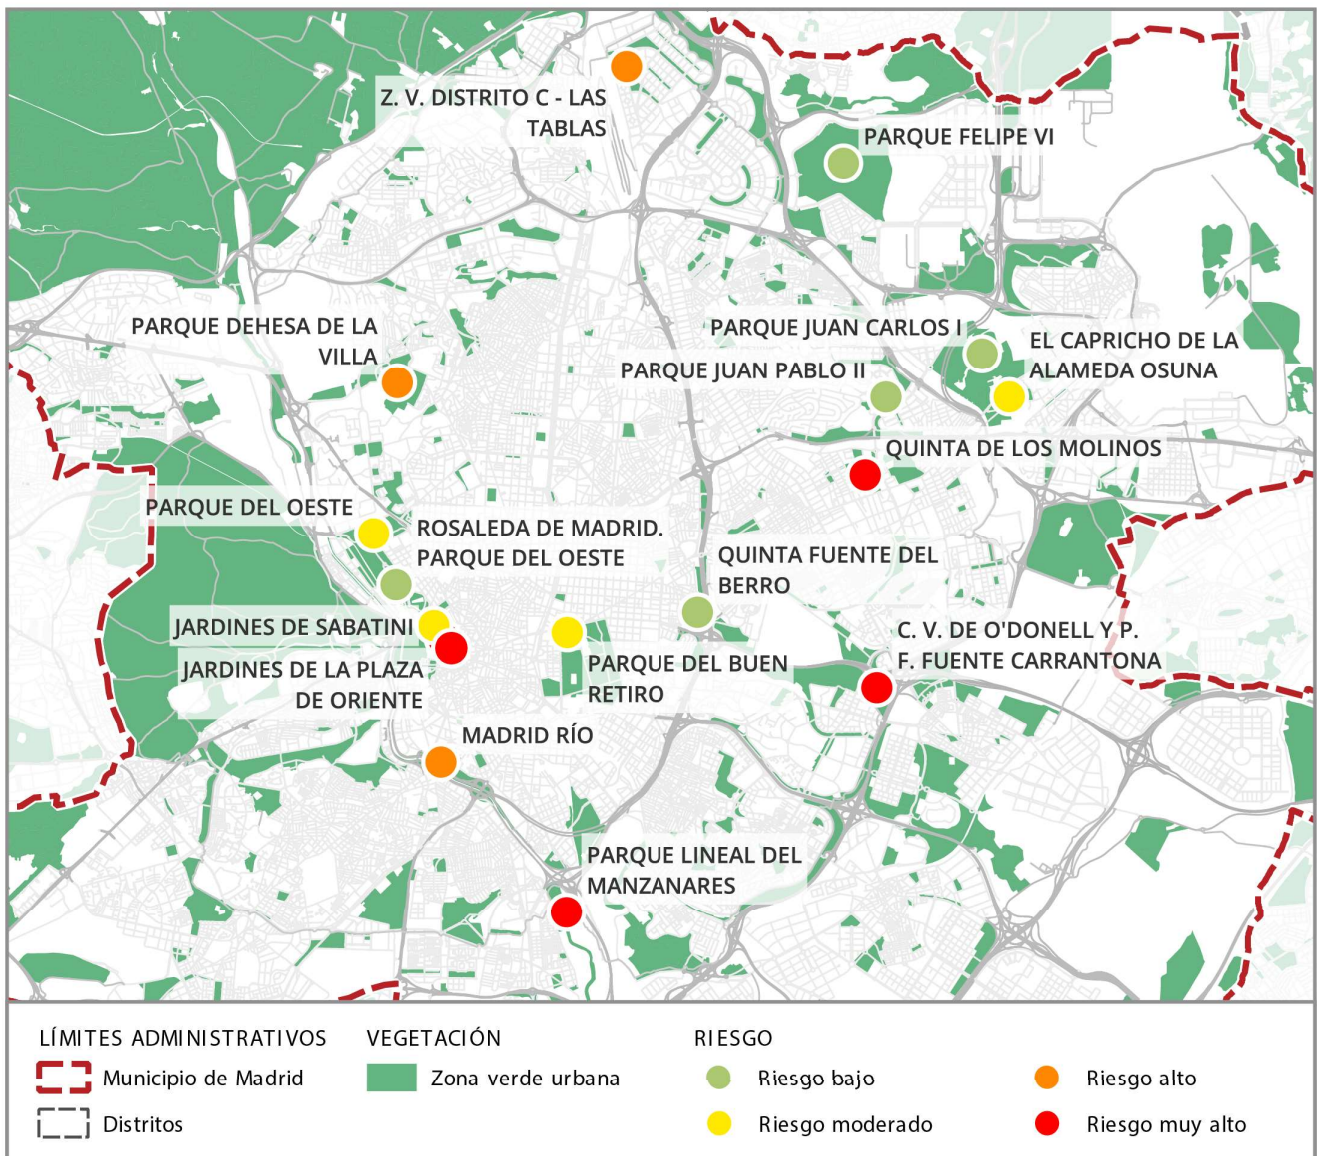 Z. V. DISTRITO C - LAS
TABLAS
PARQUE FELIPE VI
PARQUE DEHESA DE LA
VILLA
PARQUE JUAN CARLOS I
EL CAPRICHO DE LA
ALAMEDA OSUNA
PARQUE JUAN PABLO II
QUINTA DE LOS MOLINOS
PARQUE DEL OESTE
ROSALEDA DE MADRID.
PARQUE DEL OESTE
QUINTA FUENTE DEL
BERRO
JARDINES DE SABATINI
C. V. DE O'DONELL Y P.
F. FUENTE CARRANTONA
JARDINES DE LA PLAZA
DE ORIENTE
PARQUE DEL BUEN
RETIRO
MADRID RÍO
PARQUE LINEAL DEL
MANZANARES
LÍMITES ADMINISTRATIVOS
Municipio de Madrid
Distritos
VEGETACIÓN
Zona verde urbana
RIESGO
Riesgo bajo
Riesgo moderado
Riesgo alto
Riesgo muy alto